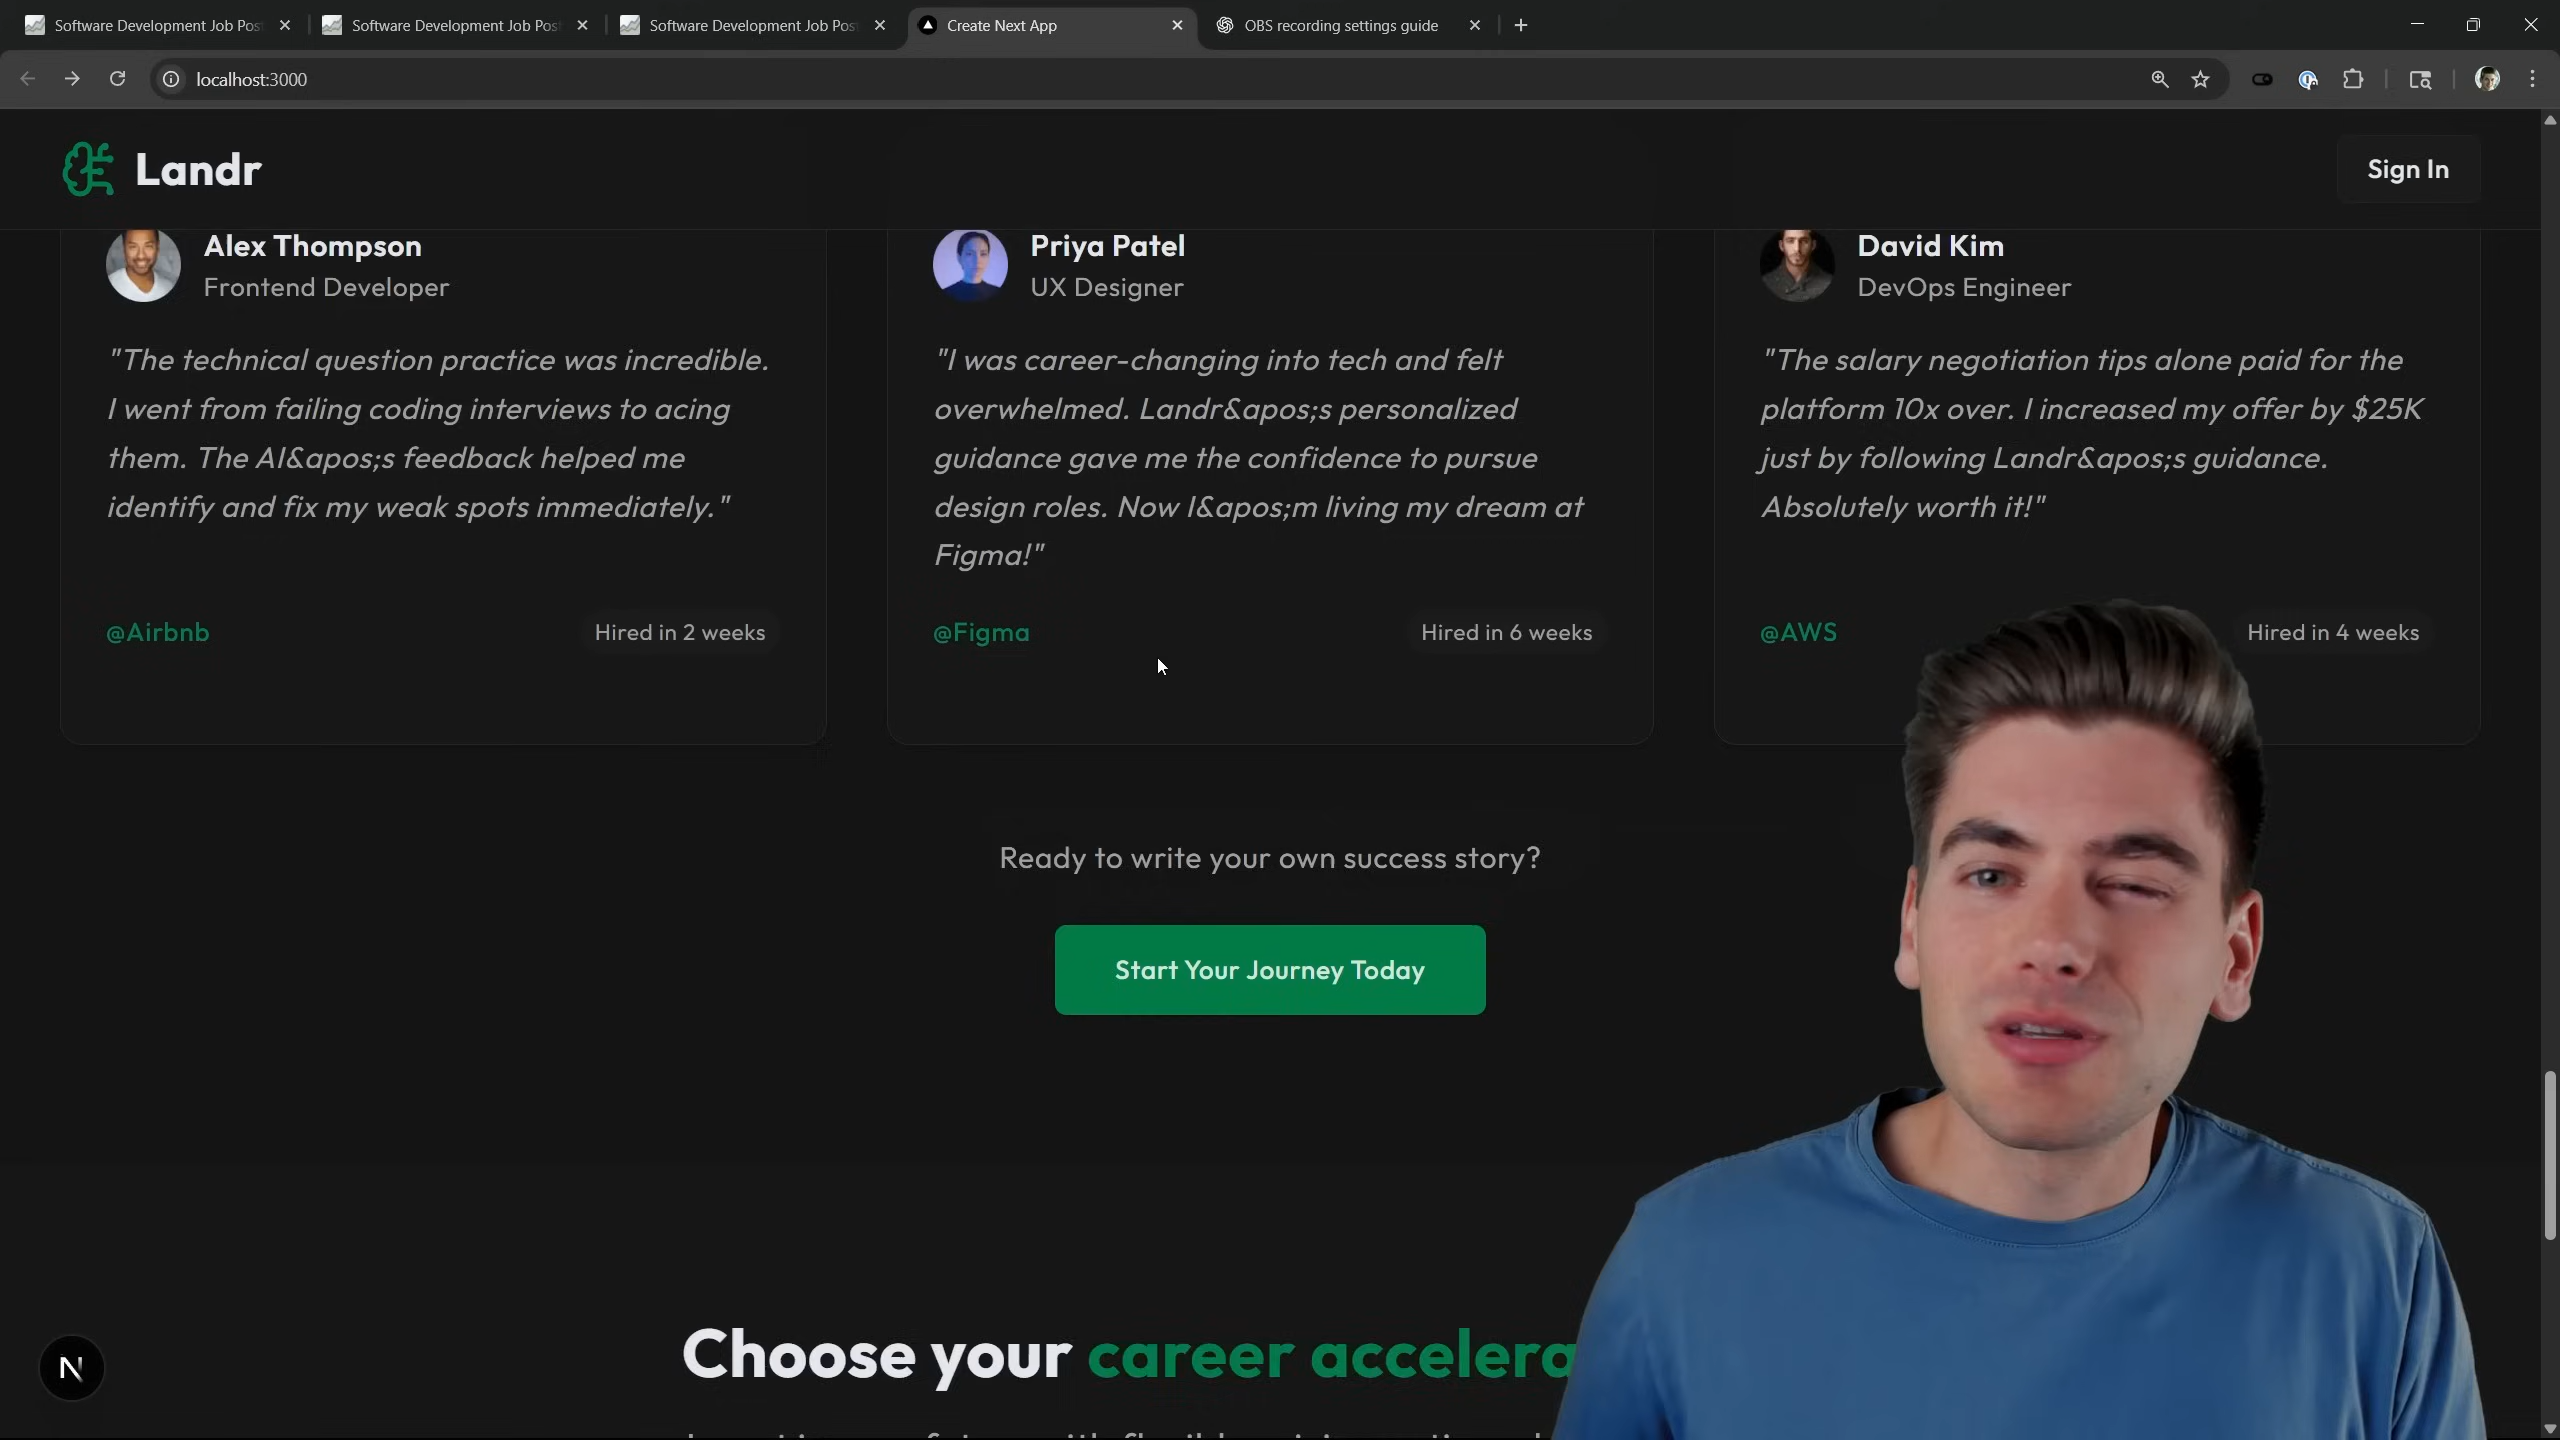 Software Development Job Pos
Software Development Job Pos
Software Development Job Pos
Create Next App
OBS recording settings guide
localhost:3000
Landr
Sign In
Alex Thompson
Frontend Developer
"The technical question practice was incredible.
I went from failing coding interviews to acing
them. The AI&apos;s feedback helped me
identify and fix my weak spots immediately."
@Airbnb
Hired in 2 weeks
Priya Patel
UX Designer
"I was career-changing into tech and felt
overwhelmed. Landr&apos;s personalized
guidance gave me the confidence to pursue
design roles. Now I&apos;m living my dream at
Figma!"
@Figma
Hired in 6 weeks
David Kim
DevOps Engineer
"The salary negotiation tips alone paid for the
platform 10x over. I increased my offer by $25K
just by following Landr&apos;s guidance.
Absolutely worth it!"
@AWS
Hired in 4 weeks
Ready to write your own success story?
Start Your Journey Today
Choose your career accelera
N